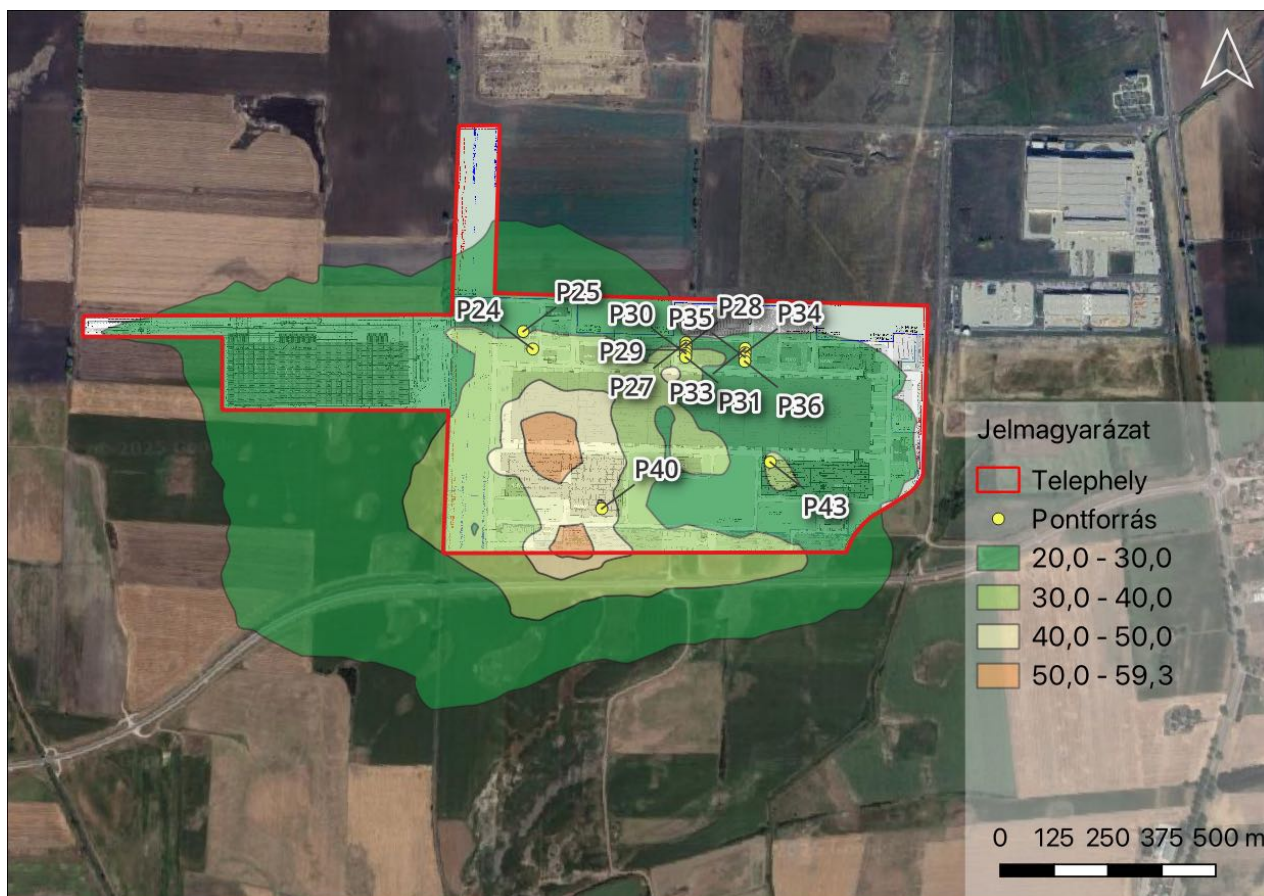 P25
P24
P30
P35
P28
P34
P29
P27
P33
P31
P36
P40
P43
Jelmagyarázat
Telephely
Pontforrás
20,0 - 30,0
30,0 - 40,0
40,0 - 50,0
50,0 - 59,3
0 125 250 375 500 m